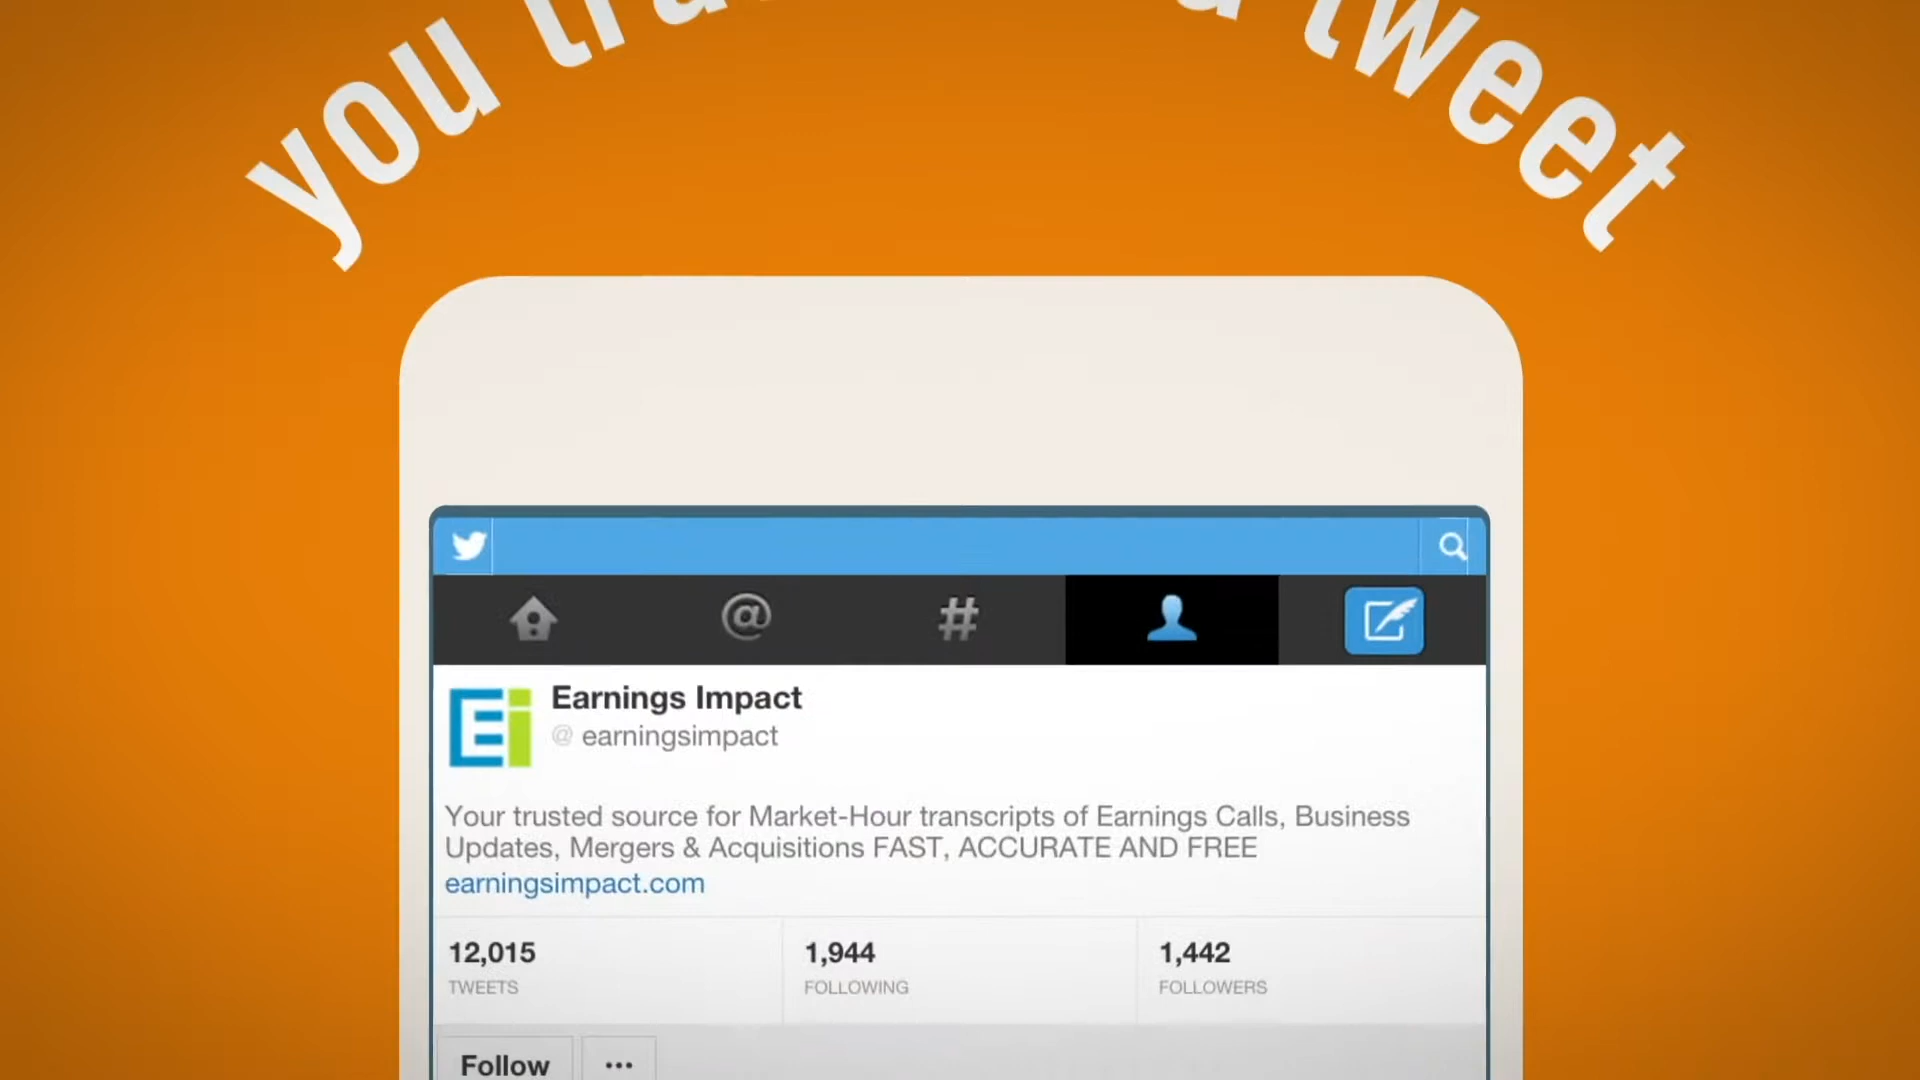 you tweet
Ei
Earnings Impact
@ earningsimpact
Your trusted source for Market-Hour transcripts of Earnings Calls, Business
Updates, Mergers & Acquisitions FAST, ACCURATE AND FREE
earningsimpact.com
12,015 1,944 1,442
TWEETS FOLLOWING FOLLOWERS
Follow ...